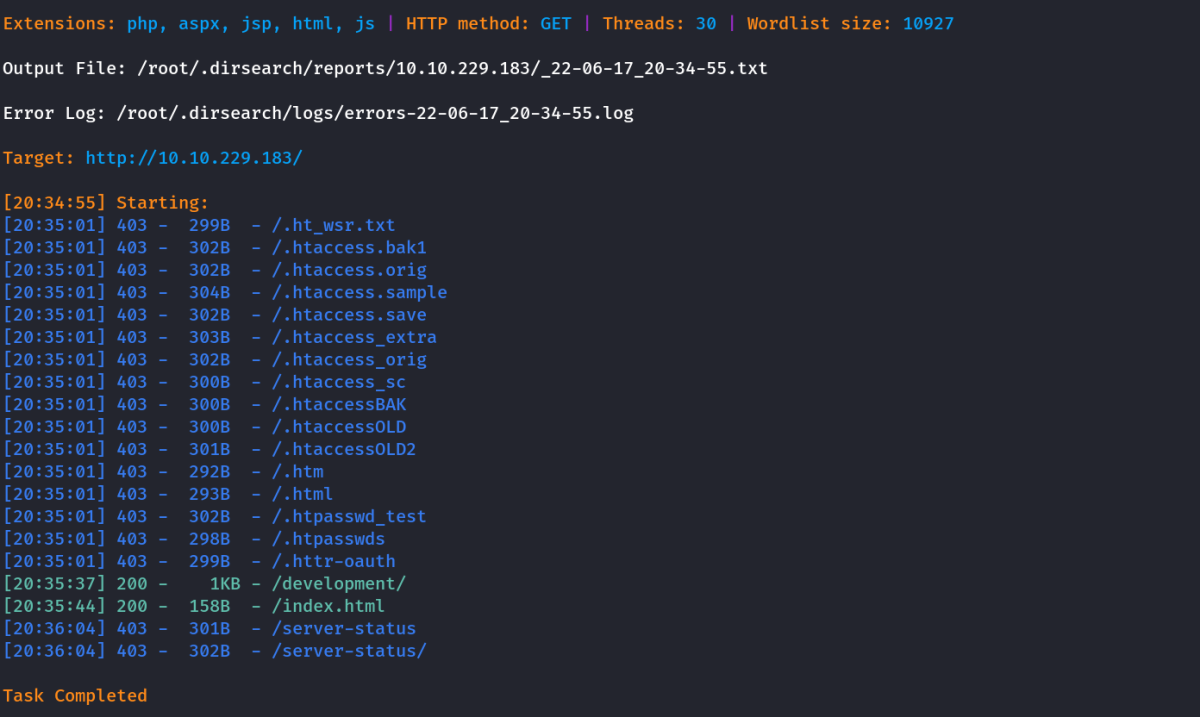 Extensions: php, aspx, jsp, html, js | HTTP method: GET | Threads: 30 | Wordlist size: 10927
Output File: /root/.dirsearch/reports/10.10.229.183/_22-06-17_20-34-55.txt
Error Log: /root/.dirsearch/logs/errors-22-06-17_20-34-55.log
Target: http://10.10.229.183/
[20:34:55] Starting:
[20:35:01] 403 -  299B  - /.ht_wsr.txt
[20:35:01] 403 -  302B  - /.htaccess.bak1
[20:35:01] 403 -  302B  - /.htaccess.orig
[20:35:01] 403 -  304B  - /.htaccess.sample
[20:35:01] 403 -  302B  - /.htaccess.save
[20:35:01] 403 -  303B  - /.htaccess_extra
[20:35:01] 403 -  302B  - /.htaccess_orig
[20:35:01] 403 -  300B  - /.htaccess_sc
[20:35:01] 403 -  300B  - /.htaccessBAK
[20:35:01] 403 -  300B  - /.htaccessOLD
[20:35:01] 403 -  301B  - /.htaccessOLD2
[20:35:01] 403 -  292B  - /.htm
[20:35:01] 403 -  293B  - /.html
[20:35:01] 403 -  302B  - /.htpasswd_test
[20:35:01] 403 -  298B  - /.htpasswds
[20:35:01] 403 -  299B  - /.httr-oauth
[20:35:37] 200 -    1KB - /development/
[20:35:44] 200 -  158B  - /index.html
[20:36:04] 403 -  301B  - /server-status
[20:36:04] 403 -  302B  - /server-status/
Task Completed